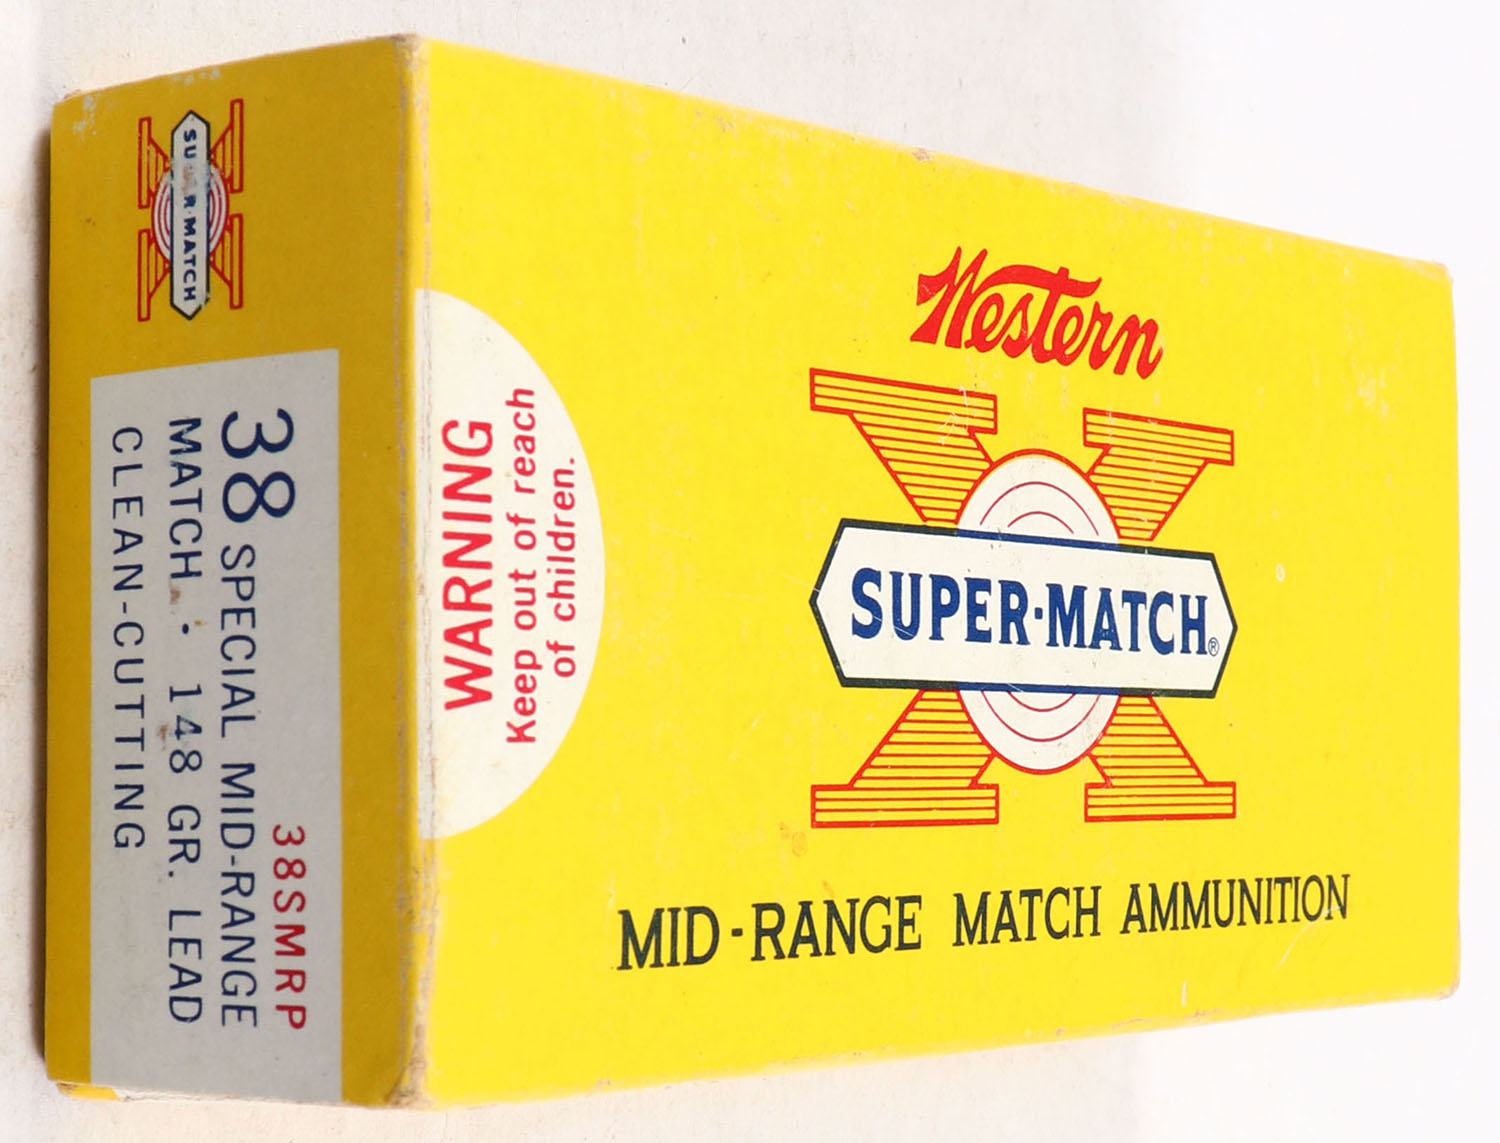 Western
SUPER-MATCH®
MID-RANGE MATCH AMMUNITION
WARNING
Keep out of reach
of children.
SUPER-MATCH
38SMRP
38 SPECIAL MID-RANGE
MATCH • 148 GR. LEAD
CLEAN-CUTTING